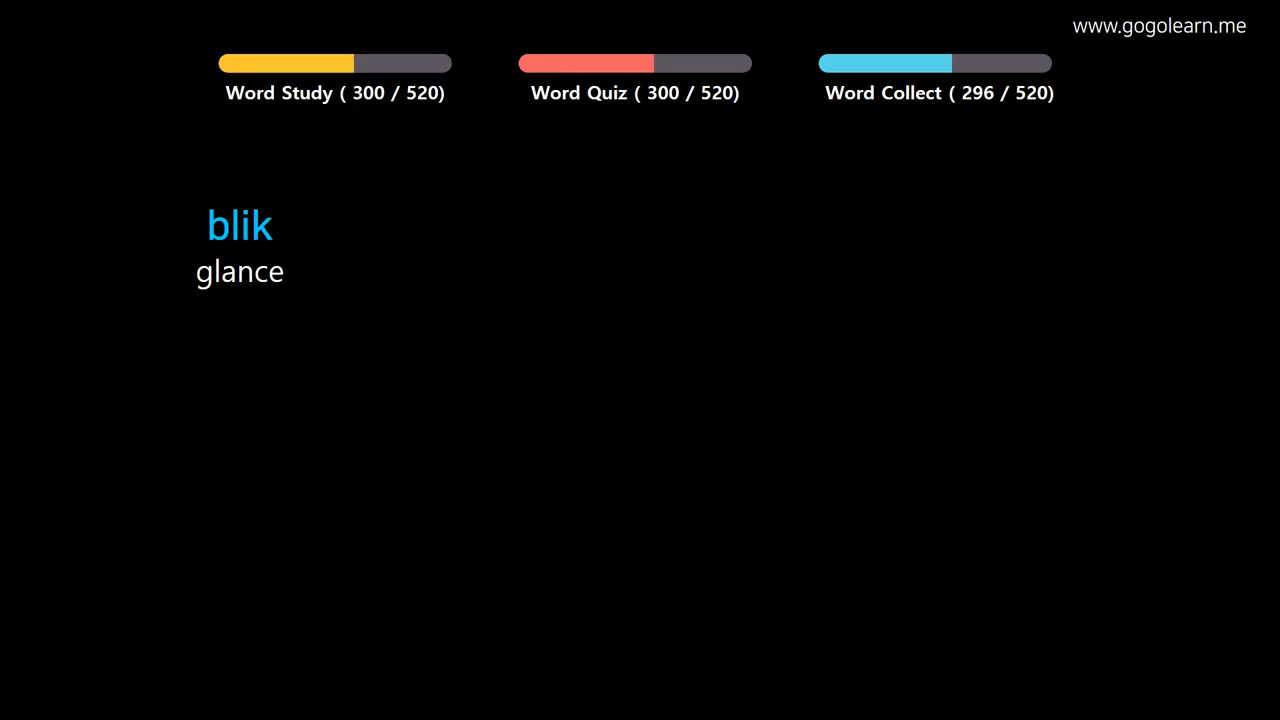 www.gogolearn.me
Word Study ( 300 / 520)
Word Quiz ( 300 / 520)
Word Collect ( 296 / 520)
blik
glance